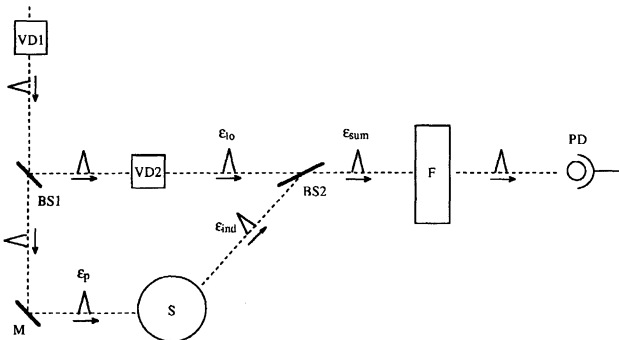 VD1
ε_lo
ε_sum
PD
BS1
VD2
BS2
F
ε_ind
ε_p
M
S